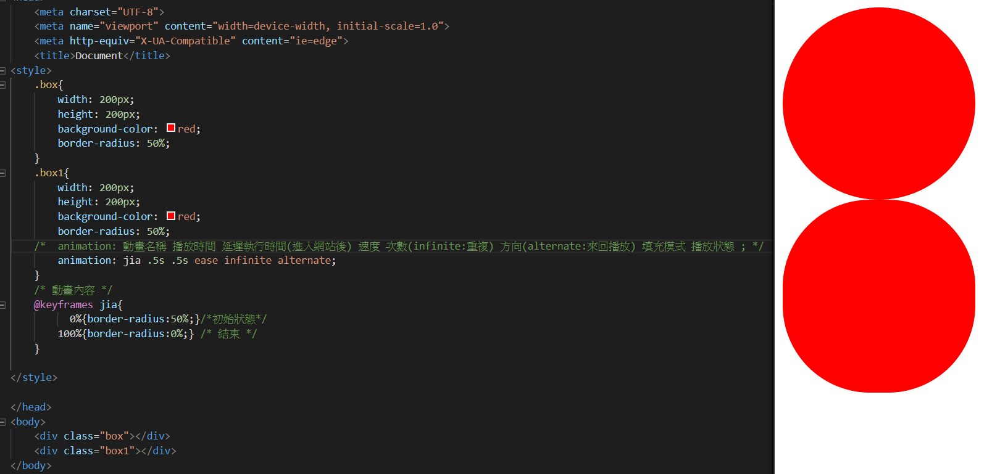 <meta charset="UTF-8">
<meta name="viewport" content="width=device-width, initial-scale=1.0">
<meta http-equiv="X-UA-Compatible" content="ie=edge">
<title>Document</title>
<style>
.box{
width: 200px;
height: 200px;
background-color: red;
border-radius: 50%;
}
.box1{
width: 200px;
height: 200px;
background-color: red;
border-radius: 50%;
/* animation: 動畫名稱 播放時間 延遲執行時間(進入網站後) 速度 次數(infinite:重複) 方向(alternate:來回播放) 填充模式 播放狀態 ; */
animation: jia .5s .5s ease infinite alternate;
}
/* 動畫內容 */
@keyframes jia{
0%{border-radius:50%;}/*初始狀態*/
100%{border-radius:0%;} /* 結束 */
}
</style>
</head>
<body>
<div class="box"></div>
<div class="box1"></div>
</body>